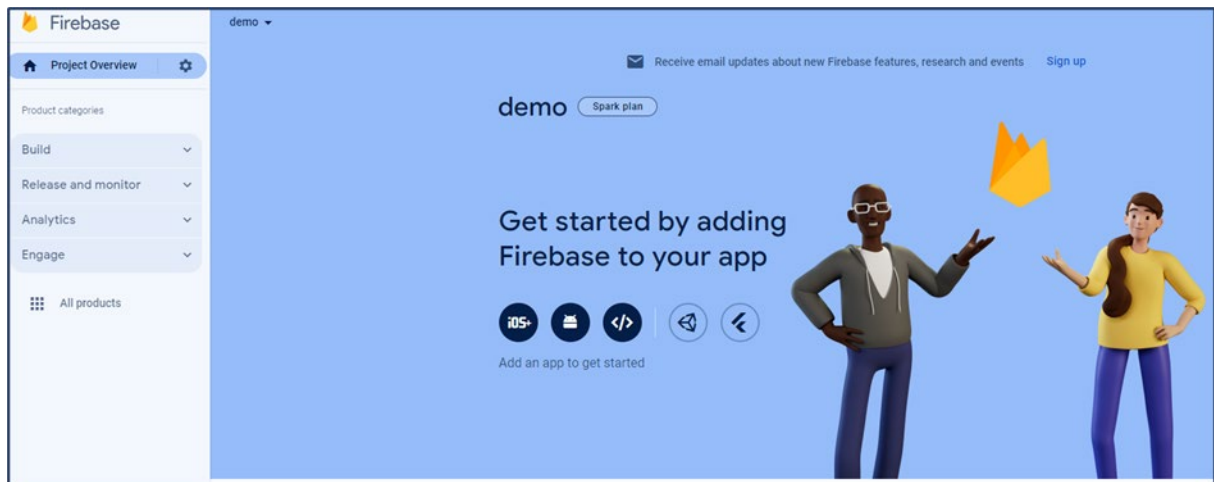 Firebase
demo
Project Overview
Receive email updates about new Firebase features, research and events Sign up
Product categories
demo Spark plan
Build
Release and monitor
Analytics
Engage
Get started by adding
Firebase to your app
All products
iOS+ </>
Add an app to get started